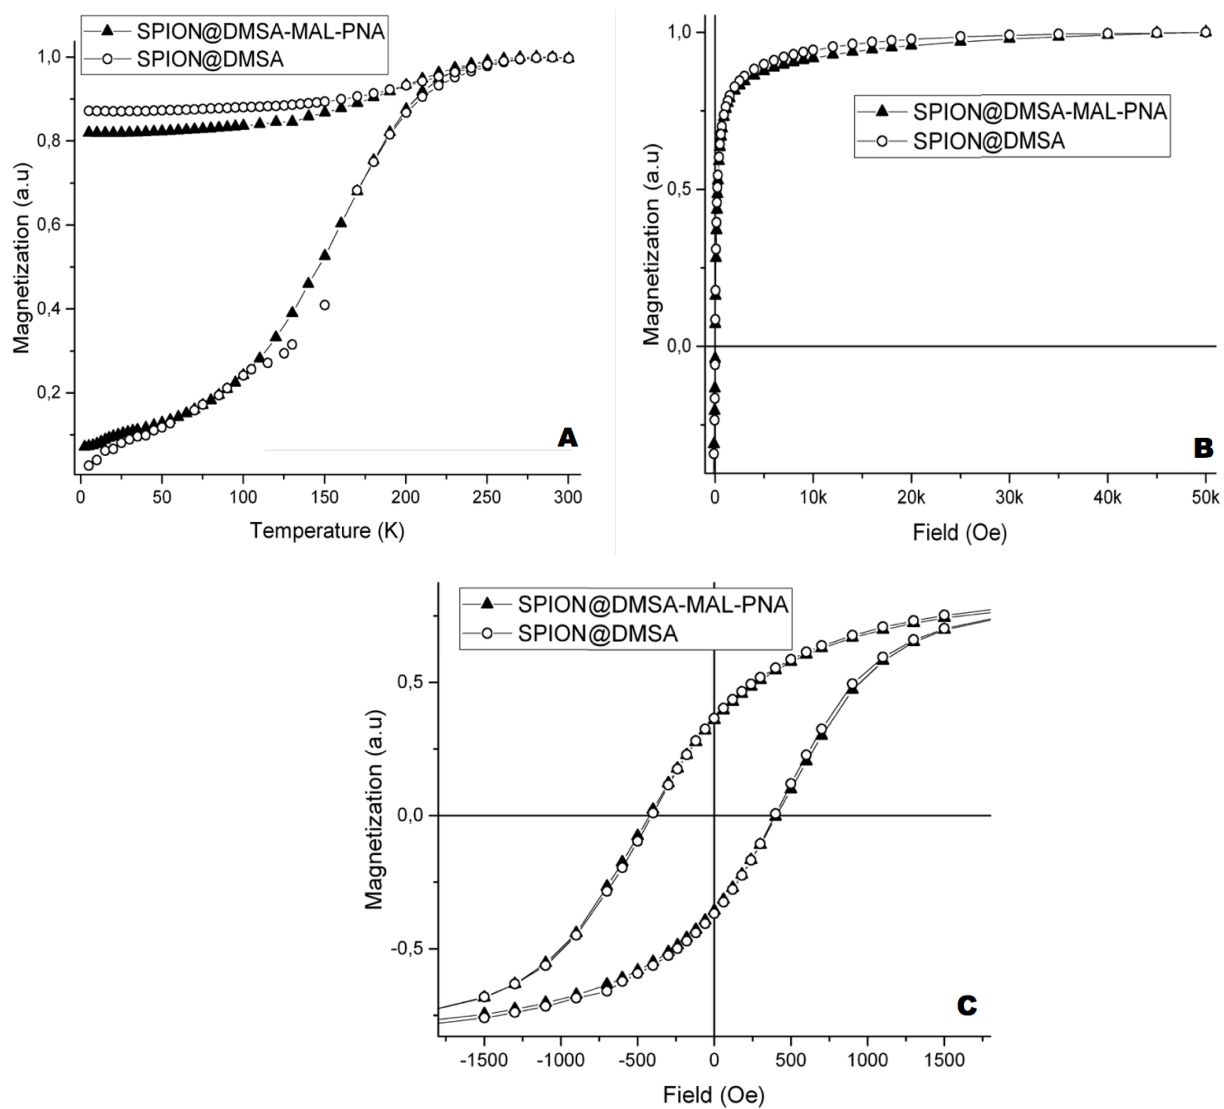 SPION@DMSA-MAL-PNA
SPION@DMSA
1,0
0,8
0,6
0,4
0,2
Magnetization (a.u)
0 50 100 150 200 250 300
Temperature (K)
A
1,0
0,5
0,0
Magnetization (a.u)
SPION@DMSA-MAL-PNA
SPION@DMSA
0 10k 20k 30k 40k 50k
Field (Oe)
B
SPION@DMSA-MAL-PNA
SPION@DMSA
0,5
0,0
-0,5
Magnetization (a.u)
-1500 -1000 -500 0 500 1000 1500
Field (Oe)
C